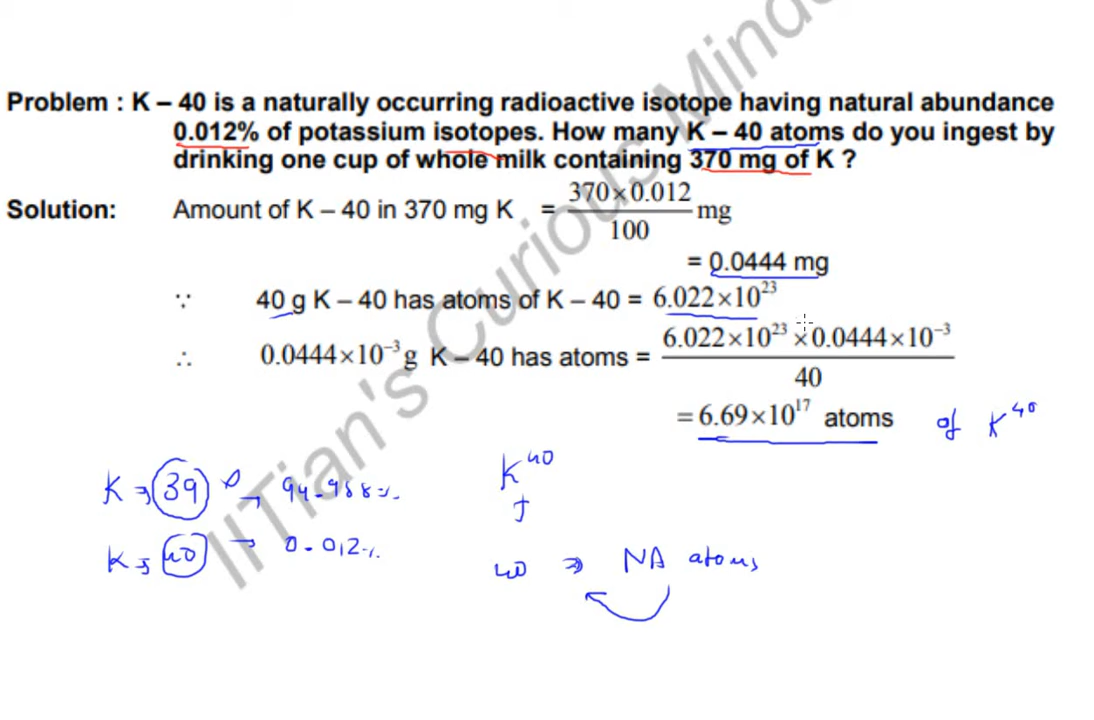 Problem : K – 40 is a naturally occurring radioactive isotope having natural abundance
0.012% of potassium isotopes. How many K – 40 atoms do you ingest by
drinking one cup of whole milk containing 370 mg of K ?
Solution: Amount of K – 40 in 370 mg K = 370×0.012 / 100 mg
= 0.0444 mg
∵ 40 g K – 40 has atoms of K – 40 = 6.022×10²³
∴ 0.0444×10⁻³ g K – 40 has atoms = 6.022×10²³ ×0.0444×10⁻³ / 40
= 6.69×10¹⁷ atoms of K⁴⁰
K → 39 → 94.988%
K⁴⁰
K → 40 → 0.012%
40 ⇒ NA atoms
IITian's Curious Minds